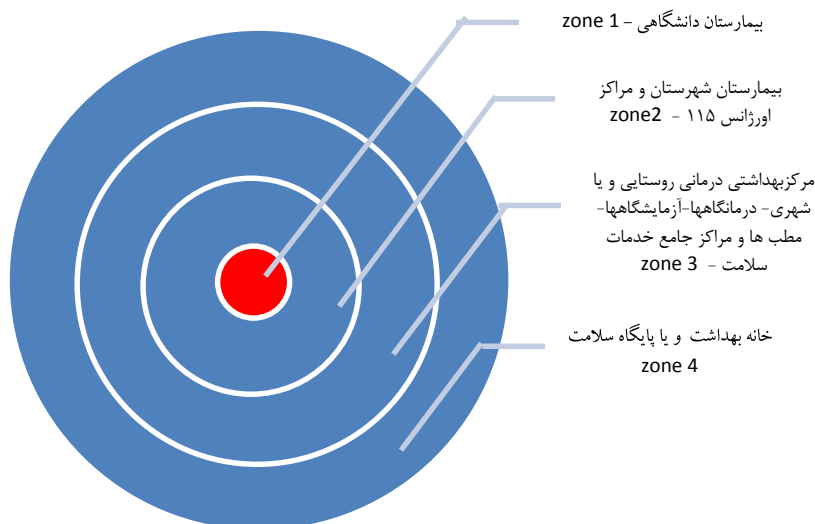 بیمارستان دانشگاهی – zone 1
بیمارستان شهرستان و مراکز
اورژانس ۱۱۵ - zone2
مرکزبهداشتی درمانی روستایی و یا
شهری- درمانگاهها-آزمایشگاهها-
مطب ها و مراکز جامع خدمات
سلامت - zone 3
خانه بهداشت و یا پایگاه سلامت
zone 4